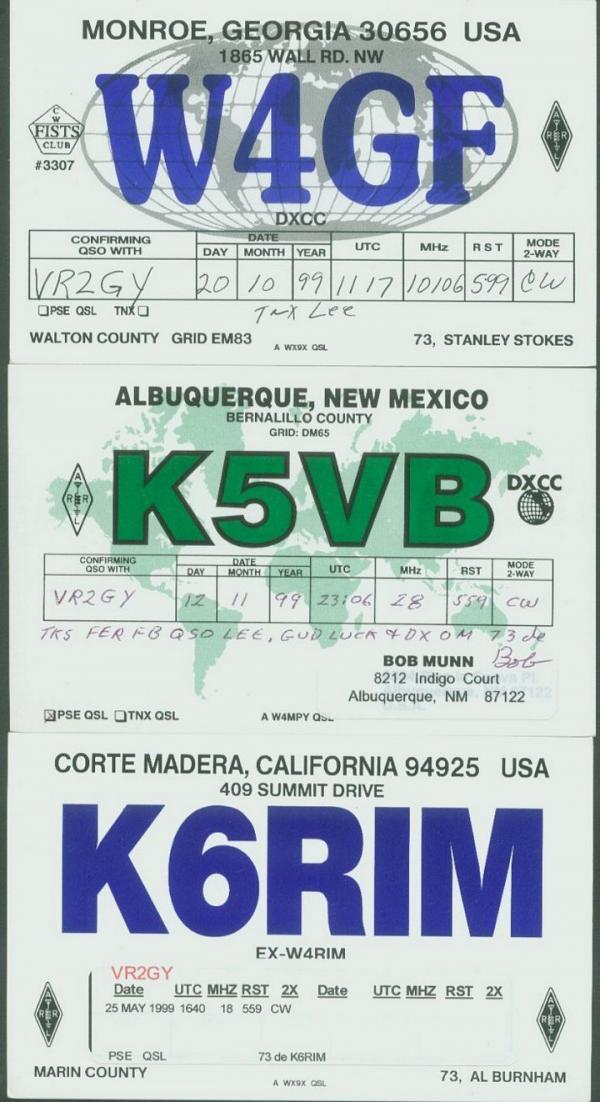 MONROE, GEORGIA 30656 USA
1865 WALL RD. NW
W4GF
CW
FISTS
CLUB
#3307
ARRL
DXCC
CONFIRMING QSO WITH DATE DAY MONTH YEAR UTC MHz RST MODE 2-WAY
VR2GY 20 10 99 1117 10106 599 CW
☐PSE QSL TNX☐ TNX Lee
WALTON COUNTY GRID EM83 A WX9X QSL 73, STANLEY STOKES
ALBUQUERQUE, NEW MEXICO
BERNALILLO COUNTY
GRID: DM65
K5VB
ARRL
DXCC
CONFIRMING QSO WITH DATE DAY MONTH YEAR UTC MHz RST MODE 2-WAY
VR2GY 12 11 99 23:06 28 559 CW
TKS FER FB QSO LEE, GUD LUCK & DX OM 73 de
Bob
BOB MUNN
8212 Indigo Court
Albuquerque, NM 87122
☒PSE QSL ☐TNX QSL A W4MPY QSL
CORTE MADERA, CALIFORNIA 94925 USA
409 SUMMIT DRIVE
K6RIM
EX-W4RIM
VR2GY
Date UTC MHZ RST 2X Date UTC MHZ RST 2X
25 MAY 1999 1640 18 559 CW
ARRL
ARRL
PSE QSL 73 de K6RIM
MARIN COUNTY A WX9X QSL 73, AL BURNHAM